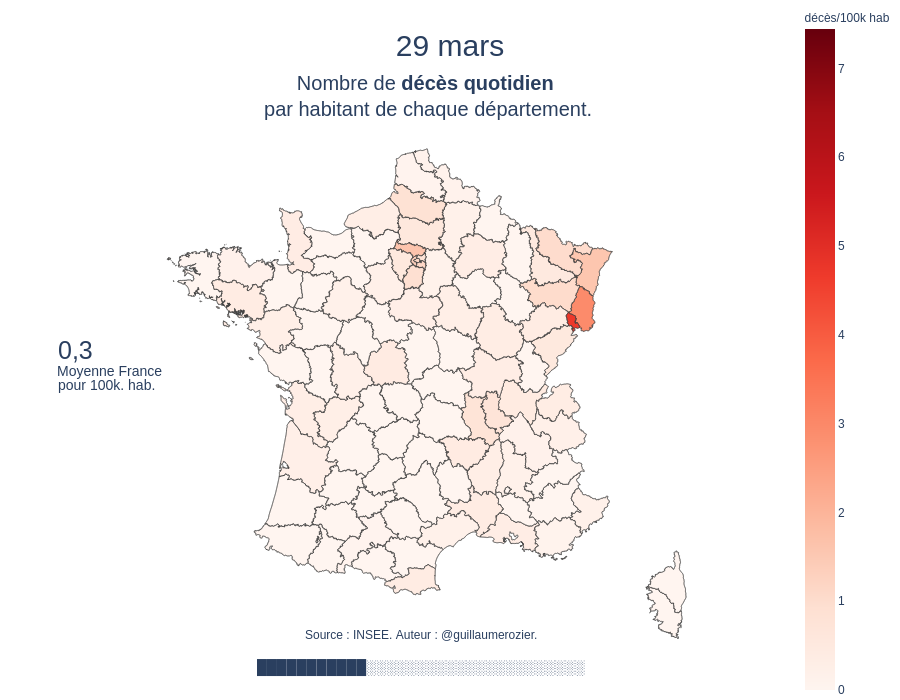 décès/100k hab
29 mars
Nombre de décès quotidien
par habitant de chaque département.
7
6
5
4
3
2
1
0
0,3
Moyenne France
pour 100k. hab.
Source : INSEE. Auteur : @guillaumerozier.